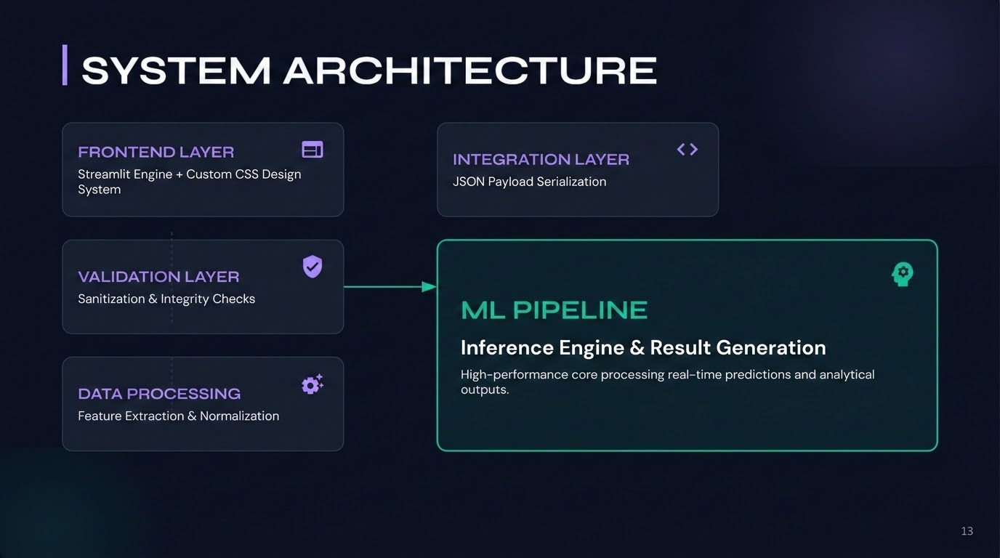 SYSTEM ARCHITECTURE
FRONTEND LAYER
Streamlit Engine + Custom CSS Design
System
INTEGRATION LAYER
JSON Payload Serialization
VALIDATION LAYER
Sanitization & Integrity Checks
ML PIPELINE
Inference Engine & Result Generation
High-performance core processing real-time predictions and analytical
outputs.
DATA PROCESSING
Feature Extraction & Normalization
13